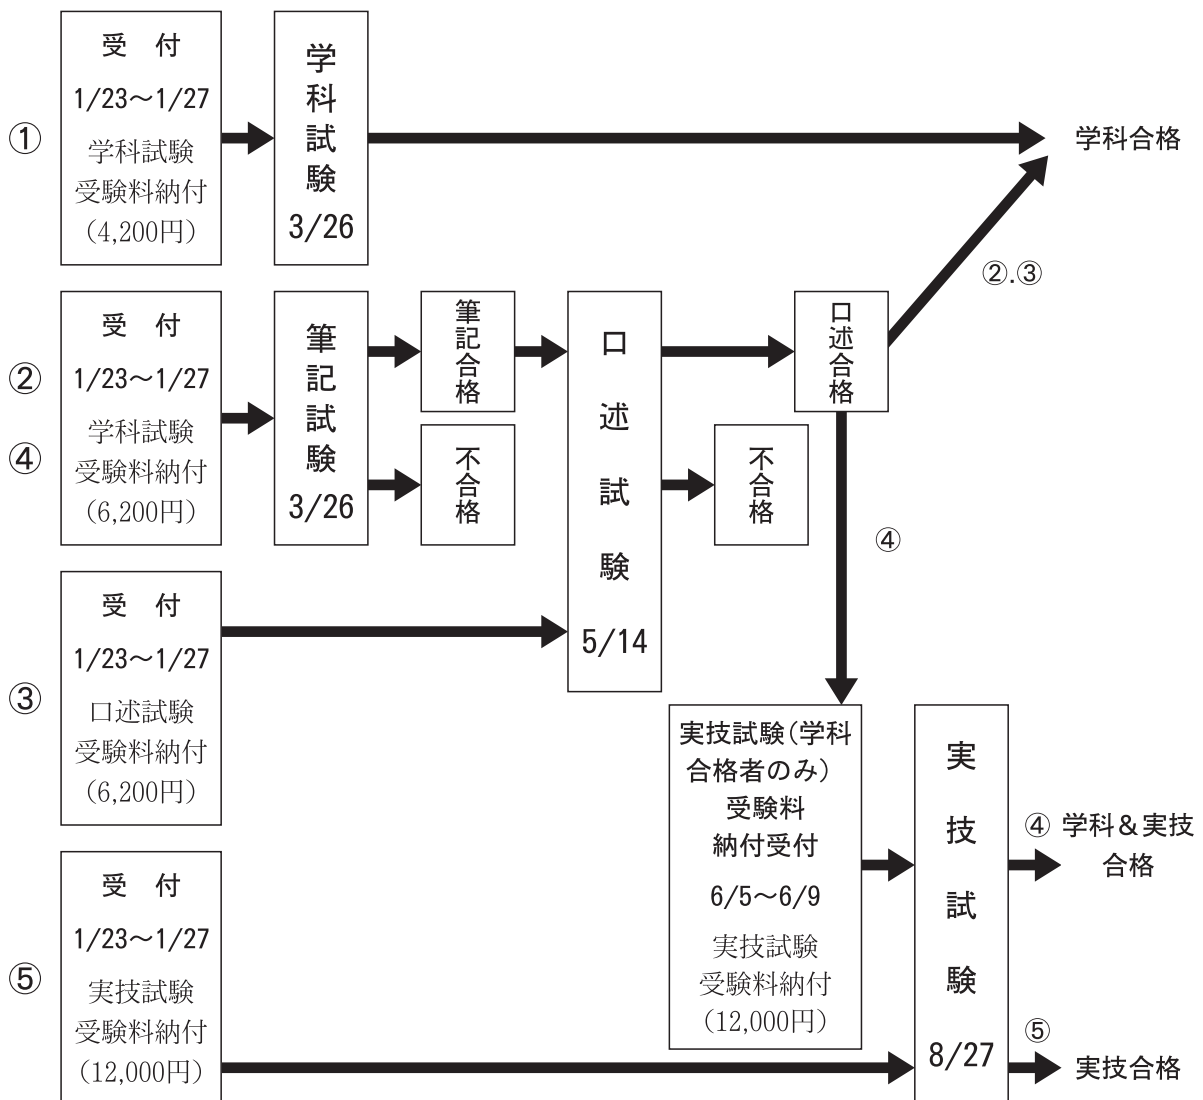 ①
受　付
1/23～1/27
学科試験
受験料納付
（4,200円）
学科試験
3/26
学科合格
②
④
受　付
1/23～1/27
学科試験
受験料納付
（6,200円）
筆記試験
3/26
筆記合格
不合格
口述試験
5/14
口述合格
不合格
②.③
④
③
受　付
1/23～1/27
口述試験
受験料納付
（6,200円）
実技試験（学科
合格者のみ）
受験料
納付受付
6/5～6/9
実技試験
受験料納付
（12,000円）
実技試験
8/27
④ 学科＆実技
合格
⑤
受　付
1/23～1/27
実技試験
受験料納付
（12,000円）
⑤
実技合格